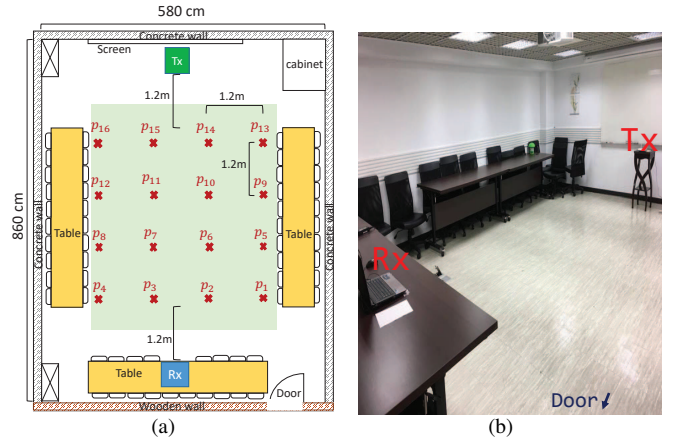 580 cm
Concrete wall
Screen
Tx
cabinet
1.2m
1.2m
p16 p15 p14 p13
1.2m
p12 p11 p10 p9
860 cm
Concrete wall
Table
Table
Concrete wall
p8 p7 p6 p5
p4 p3 p2 p1
1.2m
Table
Rx
Door
Wooden wall
(a)
Tx
Rx
Door
(b)